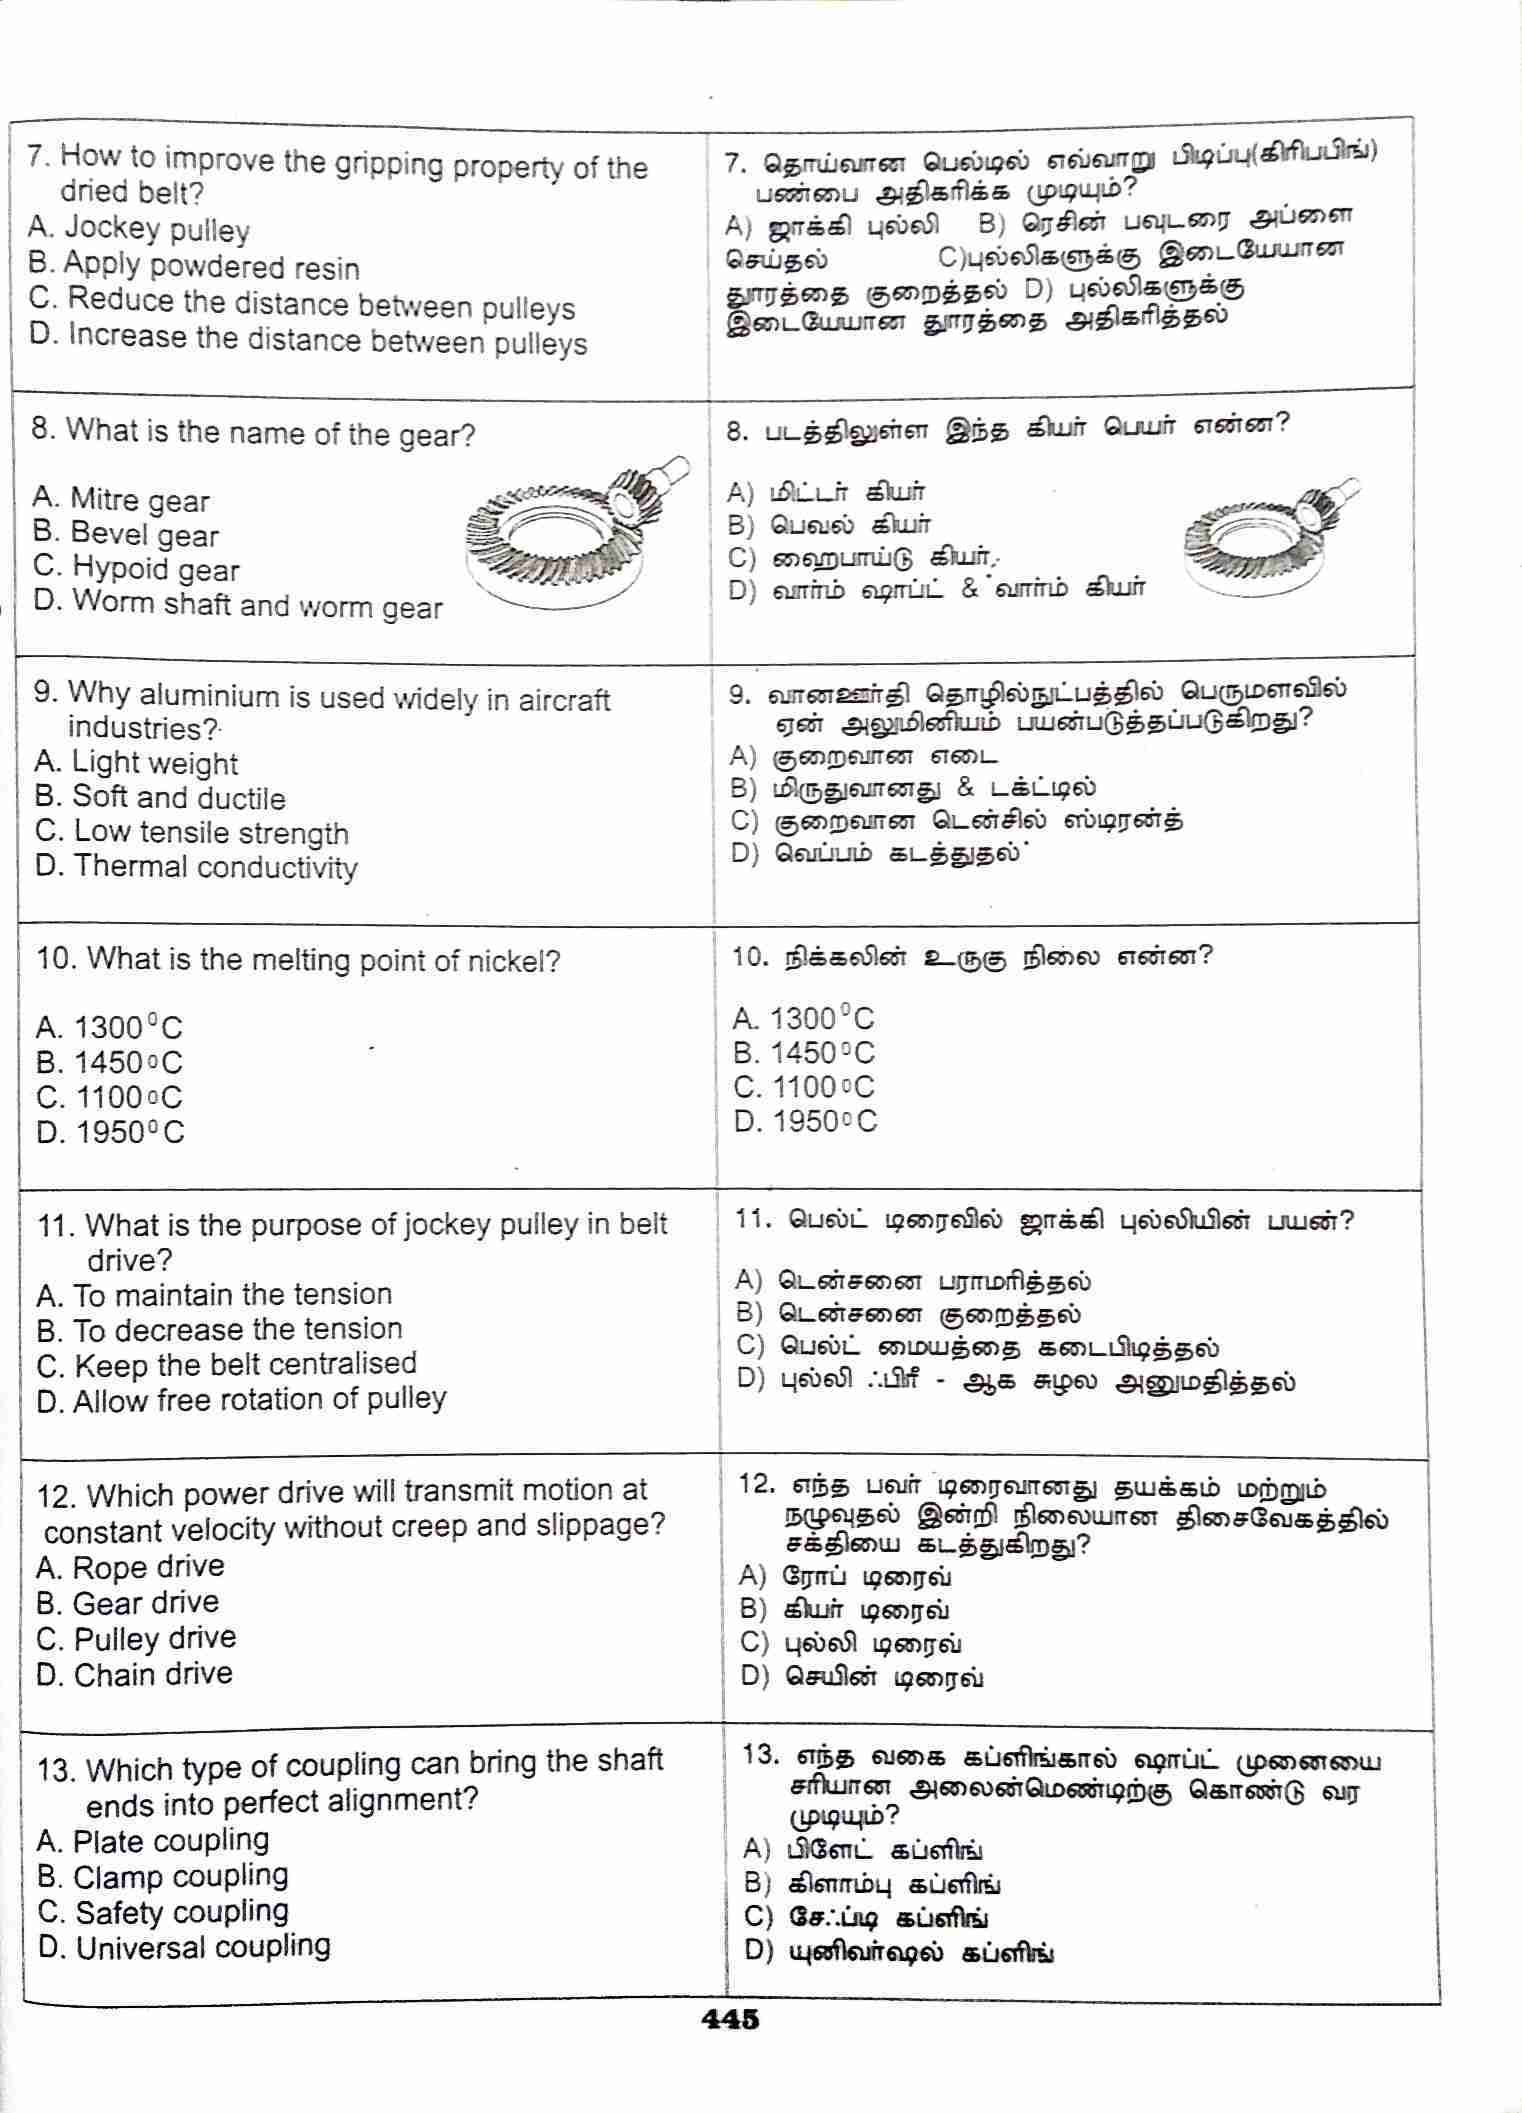 7. How to improve the gripping property of the
dried belt?
A. Jockey pulley
B. Apply powdered resin
C. Reduce the distance between pulleys
D. Increase the distance between pulleys
7. தொய்வான பெல்டில் எவ்வாறு பிடிப்பு(கிரிபபிங்)
பண்பை அதிகரிக்க முடியும்?
A) ஜாக்கி புல்லி B) ரெசின் பவுடரை அப்ளை
செய்தல் C)புல்லிகளுக்கு இடையேயான
தூரத்தை குறைத்தல் D) புல்லிகளுக்கு
இடையேயான தூரத்தை அதிகரித்தல்
8. What is the name of the gear?
A. Mitre gear
B. Bevel gear
C. Hypoid gear
D. Worm shaft and worm gear
8. படத்திலுள்ள இந்த கியர் பெயர் என்ன?
A) மிட்டர் கியர்
B) பெவல் கியர்
C) ஹைபாய்டு கியர்
D) வார்ம் ஷாப்ட் & வார்ம் கியர்
9. Why aluminium is used widely in aircraft
industries?
A. Light weight
B. Soft and ductile
C. Low tensile strength
D. Thermal conductivity
9. வானஊர்தி தொழில்நுட்பத்தில் பெருமளவில்
ஏன் அலுமினியம் பயன்படுத்தப்படுகிறது?
A) குறைவான எடை
B) மிருதுவானது & டக்ட்டில்
C) குறைவான டென்சில் ஸ்டிரன்த்
D) வெப்பம் கடத்துதல்
10. What is the melting point of nickel?
A. 1300⁰C
B. 1450⁰C
C. 1100⁰C
D. 1950⁰C
10. நிக்கலின் உருகு நிலை என்ன?
A. 1300⁰C
B. 1450⁰C
C. 1100⁰C
D. 1950⁰C
11. What is the purpose of jockey pulley in belt
drive?
A. To maintain the tension
B. To decrease the tension
C. Keep the belt centralised
D. Allow free rotation of pulley
11. பெல்ட் டிரைவில் ஜாக்கி புல்லியின் பயன்?
A) டென்சனை பராமரித்தல்
B) டென்சனை குறைத்தல்
C) பெல்ட் மையத்தை கடைபிடித்தல்
D) புல்லி ஃபிரீ - ஆக சுழல அனுமதித்தல்
12. Which power drive will transmit motion at
constant velocity without creep and slippage?
A. Rope drive
B. Gear drive
C. Pulley drive
D. Chain drive
12. எந்த பவர் டிரைவானது தயக்கம் மற்றும்
நழுவுதல் இன்றி நிலையான திசைவேகத்தில்
சக்தியை கடத்துகிறது?
A) ரோப் டிரைவ்
B) கியர் டிரைவ்
C) புல்லி டிரைவ்
D) செயின் டிரைவ்
13. Which type of coupling can bring the shaft
ends into perfect alignment?
A. Plate coupling
B. Clamp coupling
C. Safety coupling
D. Universal coupling
13. எந்த வகை கப்ளிங்கால் ஷாப்ட் முனையை
சரியான அலைன்மெண்டிற்கு கொண்டு வர
முடியும்?
A) பிளேட் கப்ளிங்
B) கிளாம்பு கப்ளிங்
C) சேஃப்டி கப்ளிங்
D) யுனிவர்ஷல் கப்ளிங்
445